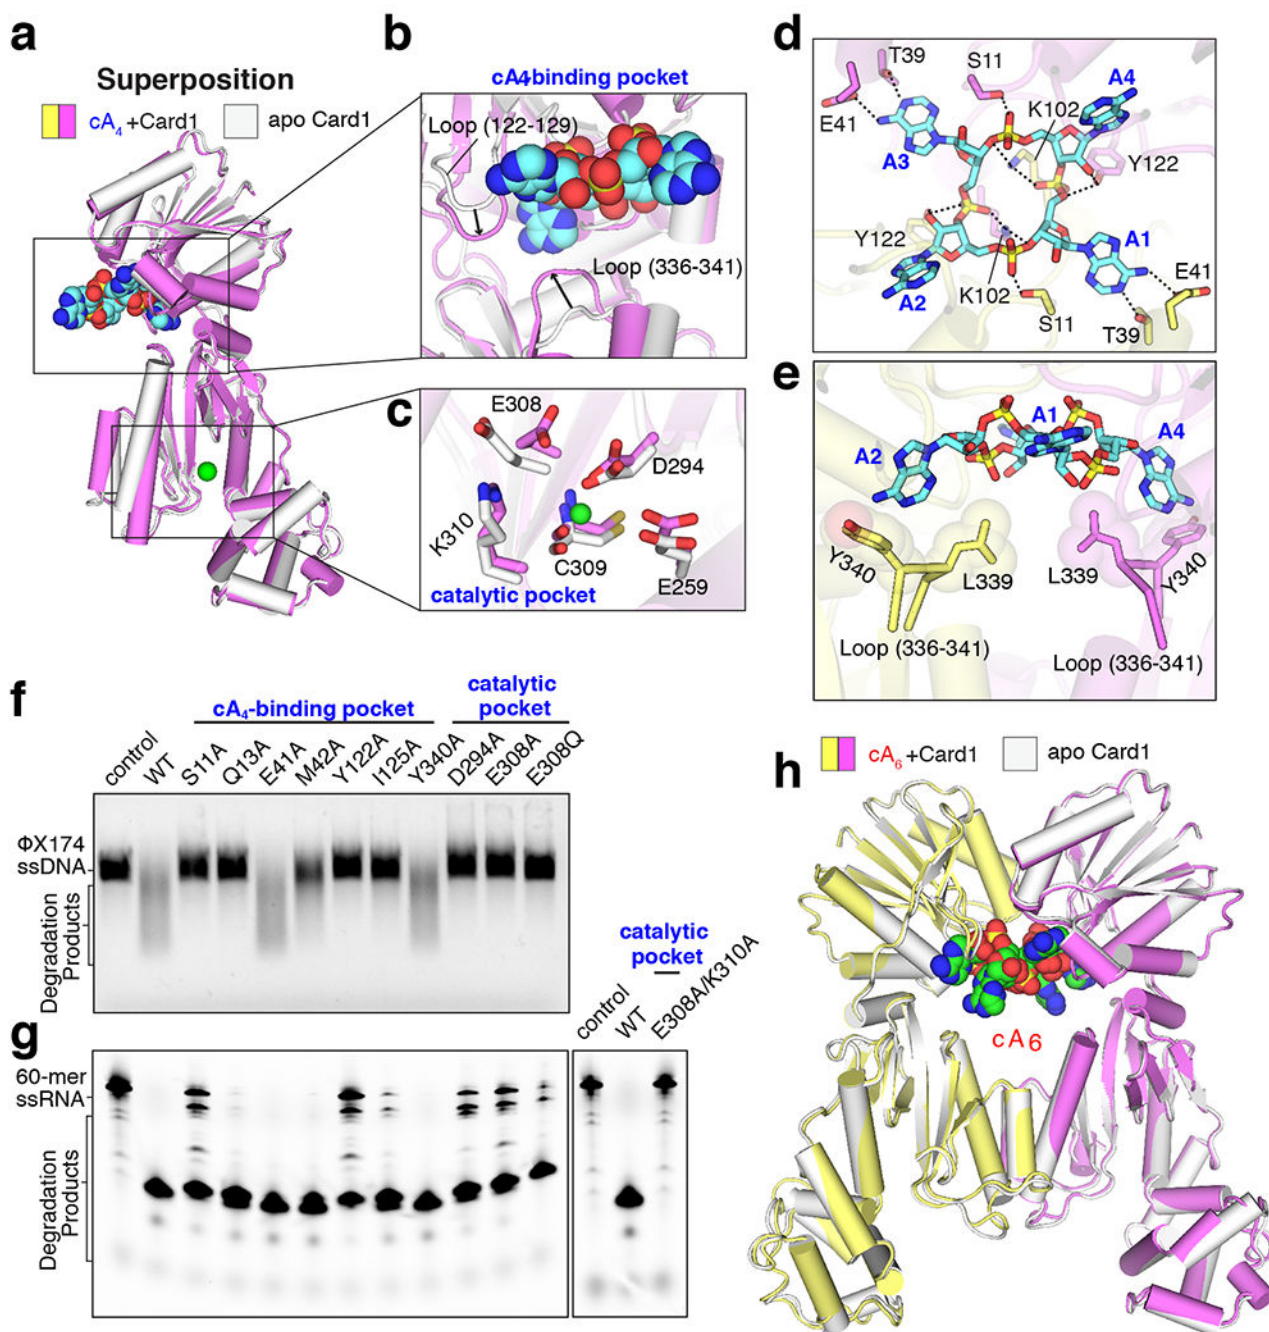 a
Superposition
cA4 +Card1
apo Card1
b
cA4-binding pocket
Loop (122-129)
Loop (336-341)
c
E308
D294
K310
C309
E259
catalytic pocket
d
T39
S11
A4
E41
K102
A3
Y122
Y122
A1
E41
A2
K102
S11
T39
e
A1
A2
A4
Y340
L339
L339
Y340
Loop (336-341)
Loop (336-341)
f
cA4-binding pocket
catalytic
pocket
control
WT
S11A
Q13A
E41A
M42A
Y122A
I125A
Y340A
D294A
E308A
E308Q
ΦX174
ssDNA
Degradation
Products
g
catalytic
pocket
control
WT
E308A/K310A
60-mer
ssRNA
Degradation
Products
h
cA6 +Card1
apo Card1
cA6